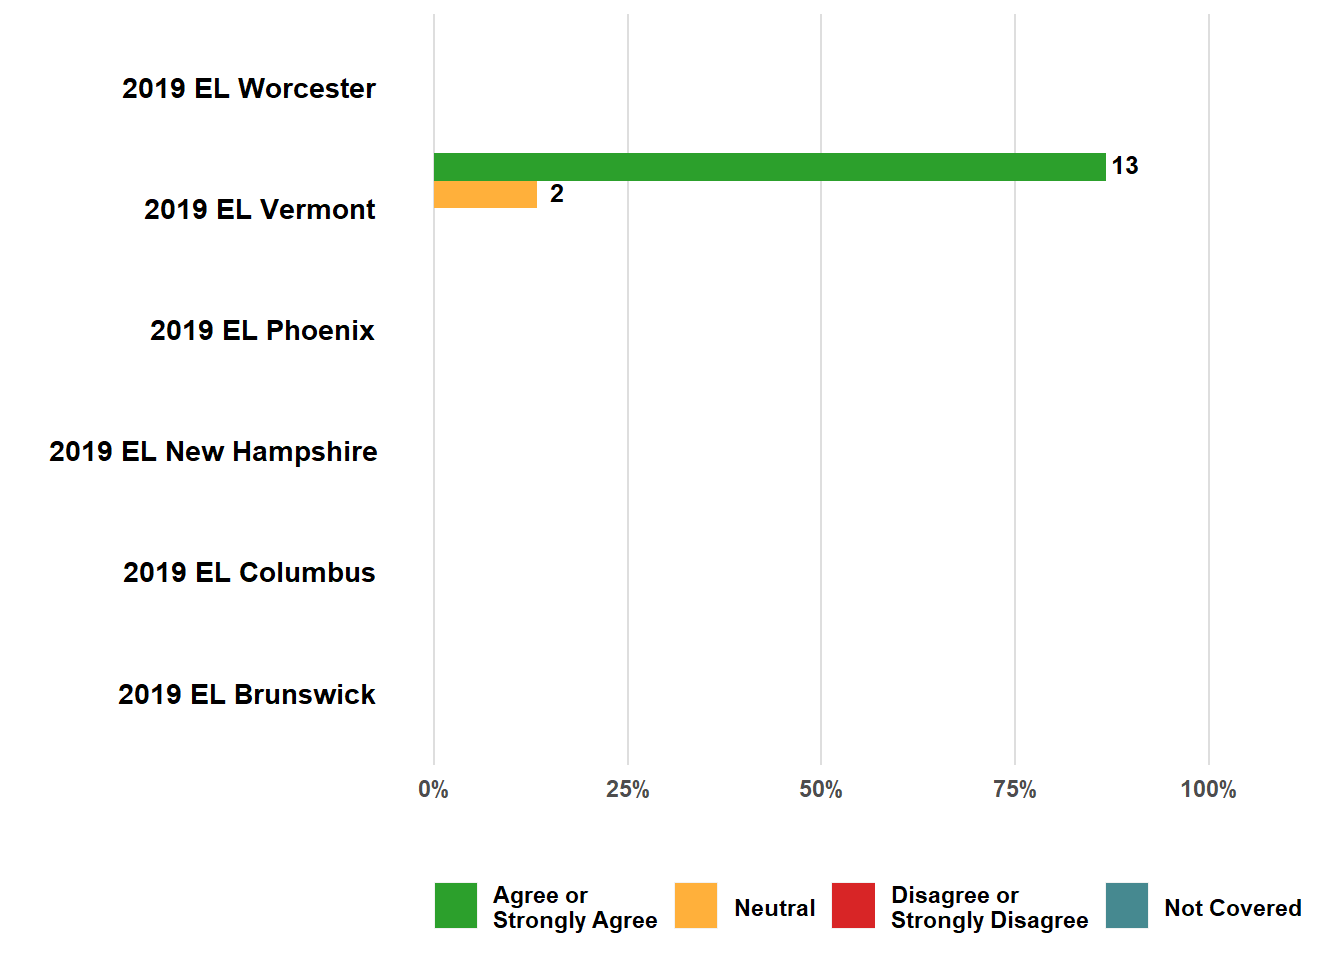 2019 EL Worcester
13
2
2019 EL Vermont
2019 EL Phoenix
2019 EL New Hampshire
2019 EL Columbus
2019 EL Brunswick
0% 25% 50% 75% 100%
Agree or
Strongly Agree
Neutral
Disagree or
Strongly Disagree
Not Covered